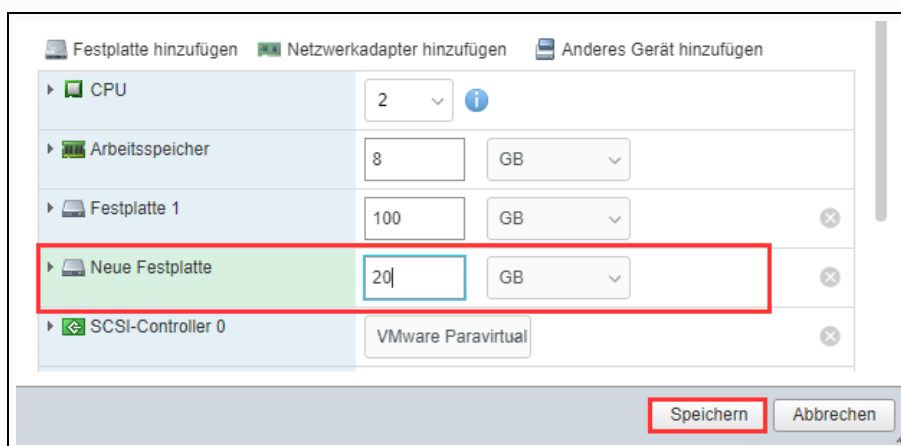 Festplatte hinzufügen Netzwerkadapter hinzufügen Anderes Gerät hinzufügen
CPU 2
Arbeitsspeicher 8 GB
Festplatte 1 100 GB
Neue Festplatte 20 GB
SCSI-Controller 0 VMware Paravirtual
Speichern Abbrechen